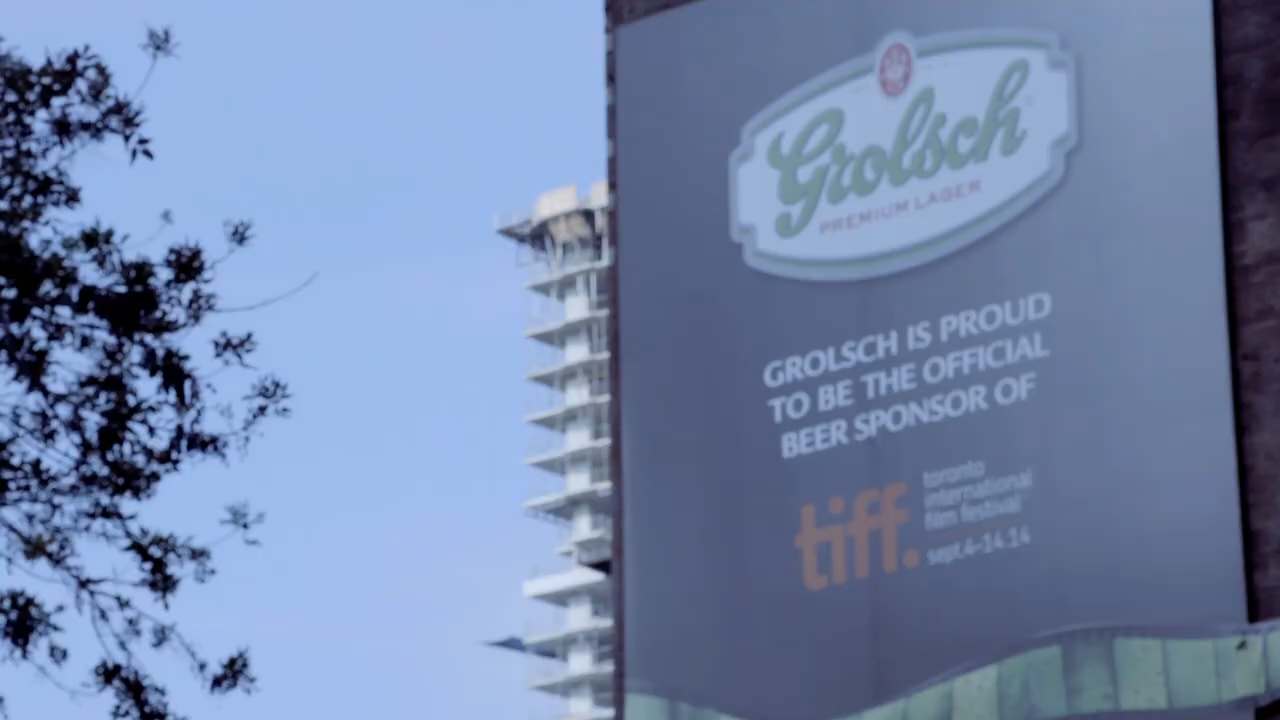 Grolsch
PREMIUM LAGER
GROLSCH IS PROUD
TO BE THE OFFICIAL
BEER SPONSOR OF
tiff.
toronto
international
film festival
sept.4-14.14